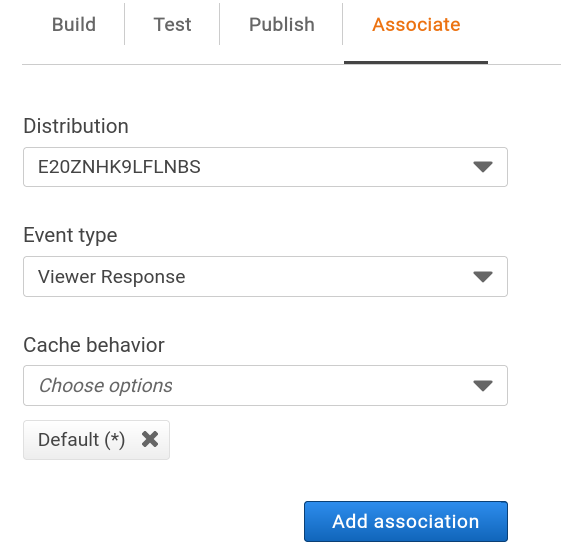 Build Test Publish Associate
Distribution
E20ZNHK9LFLNBS
Event type
Viewer Response
Cache behavior
Choose options
Default (*)
Add association